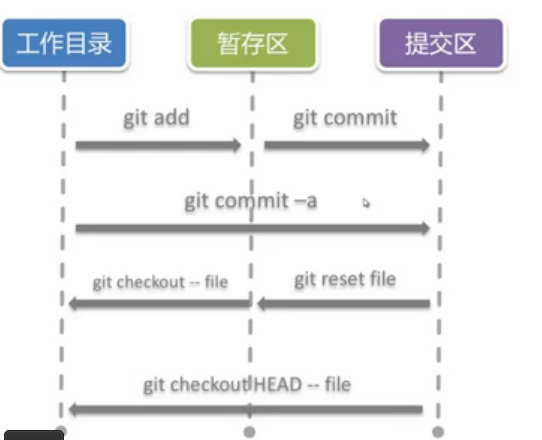 工作目录
暂存区
提交区
git add
git commit
git commit –a
git checkout -- file
git reset file
git checkout HEAD -- file